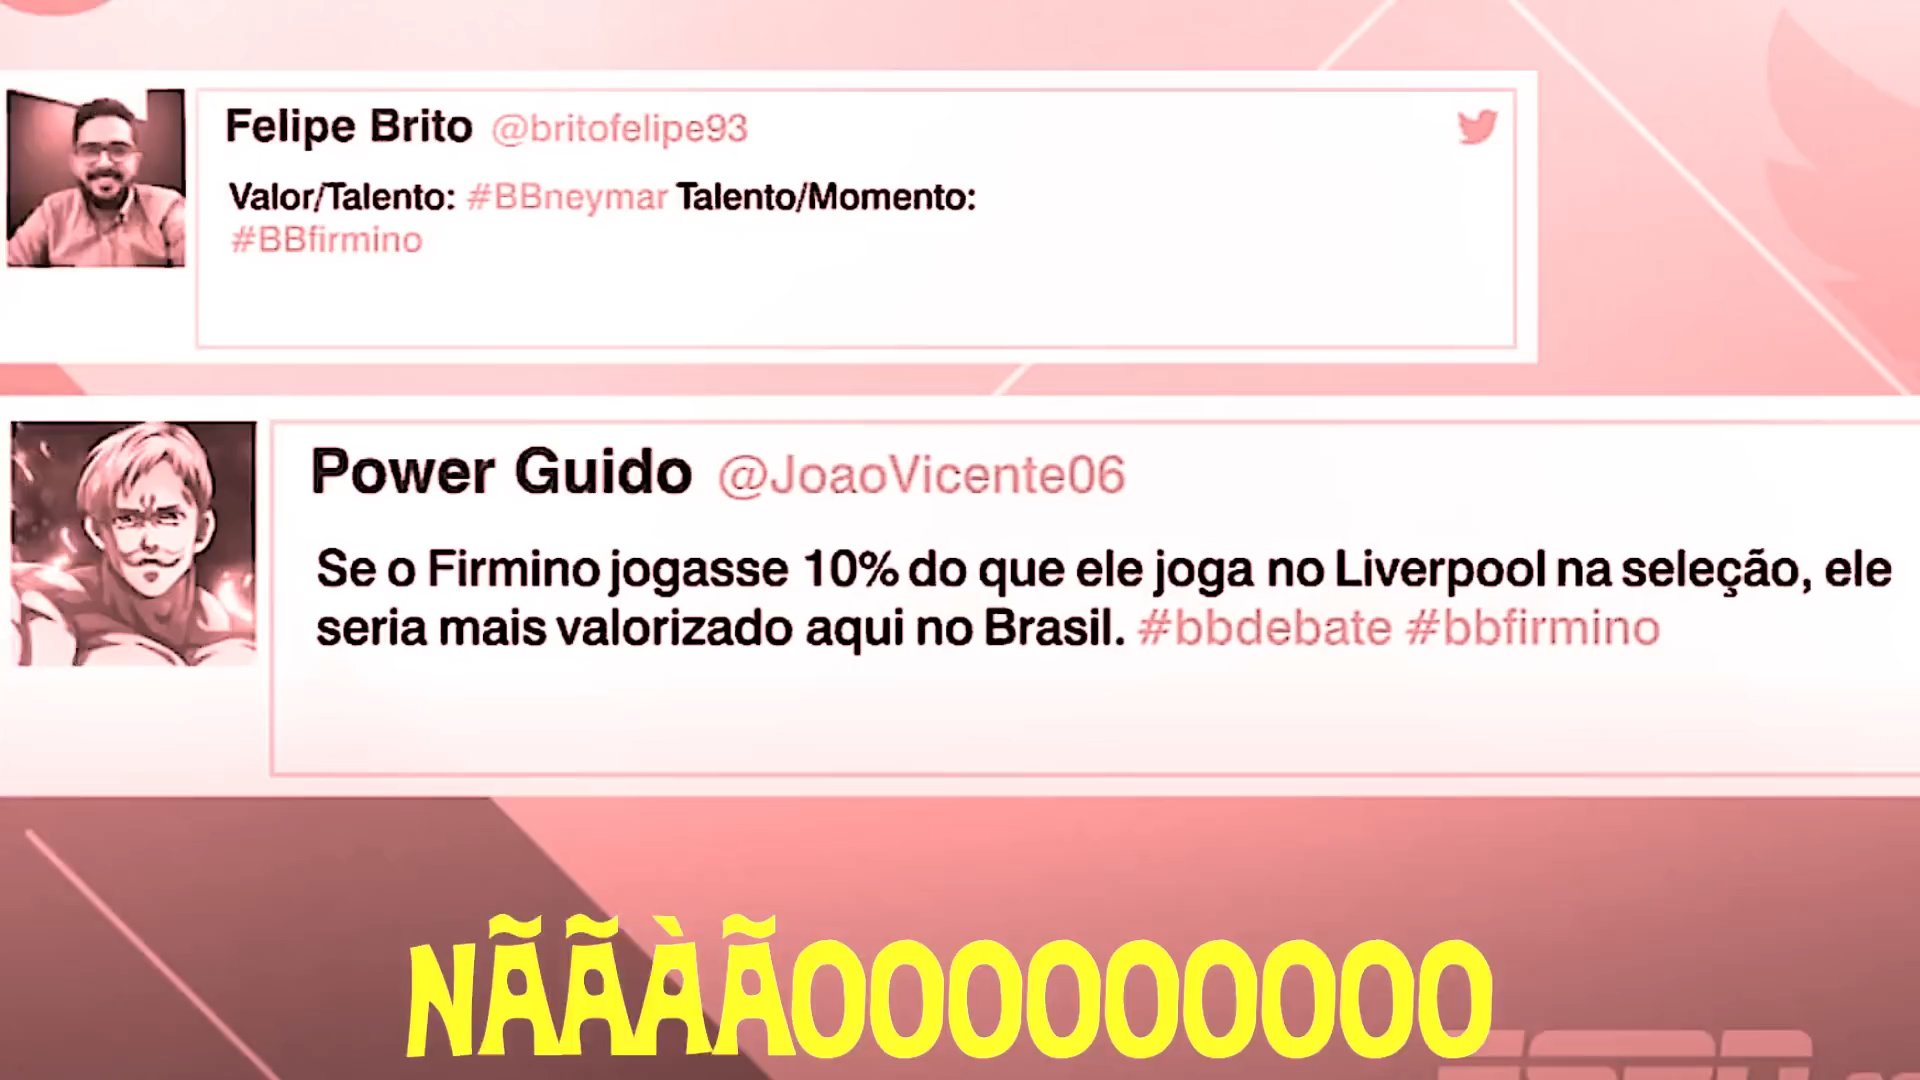 Felipe Brito @britofelipe93
Valor/Talento: #BBneymar Talento/Momento:
#BBfirmino
Power Guido @JoaoVicente06
Se o Firmino jogasse 10% do que ele joga no Liverpool na seleção, ele
seria mais valorizado aqui no Brasil. #bbdebate #bbfirmino
NÃÃÀÃOOOOOOOOO